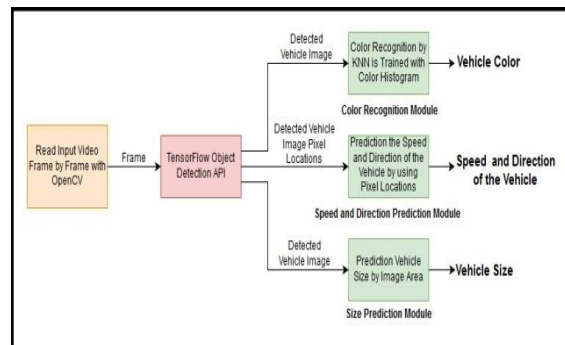 Read Input Video
Frame by Frame with
OpenCV
Frame
TensorFlow Object
Detection API
Detected
Vehicle Image
Color Recognition by
KNN is Trained with
Color Histogram
Color Recognition Module
Vehicle Color
Detected Vehicle
Image Pixel
Locations
Prediction the Speed
and Direction of the
Vehicle by using
Pixel Locations
Speed and Direction Prediction Module
Speed and Direction
of the Vehicle
Detected
Vehicle Image
Prediction Vehicle
Size by Image Area
Size Prediction Module
Vehicle Size